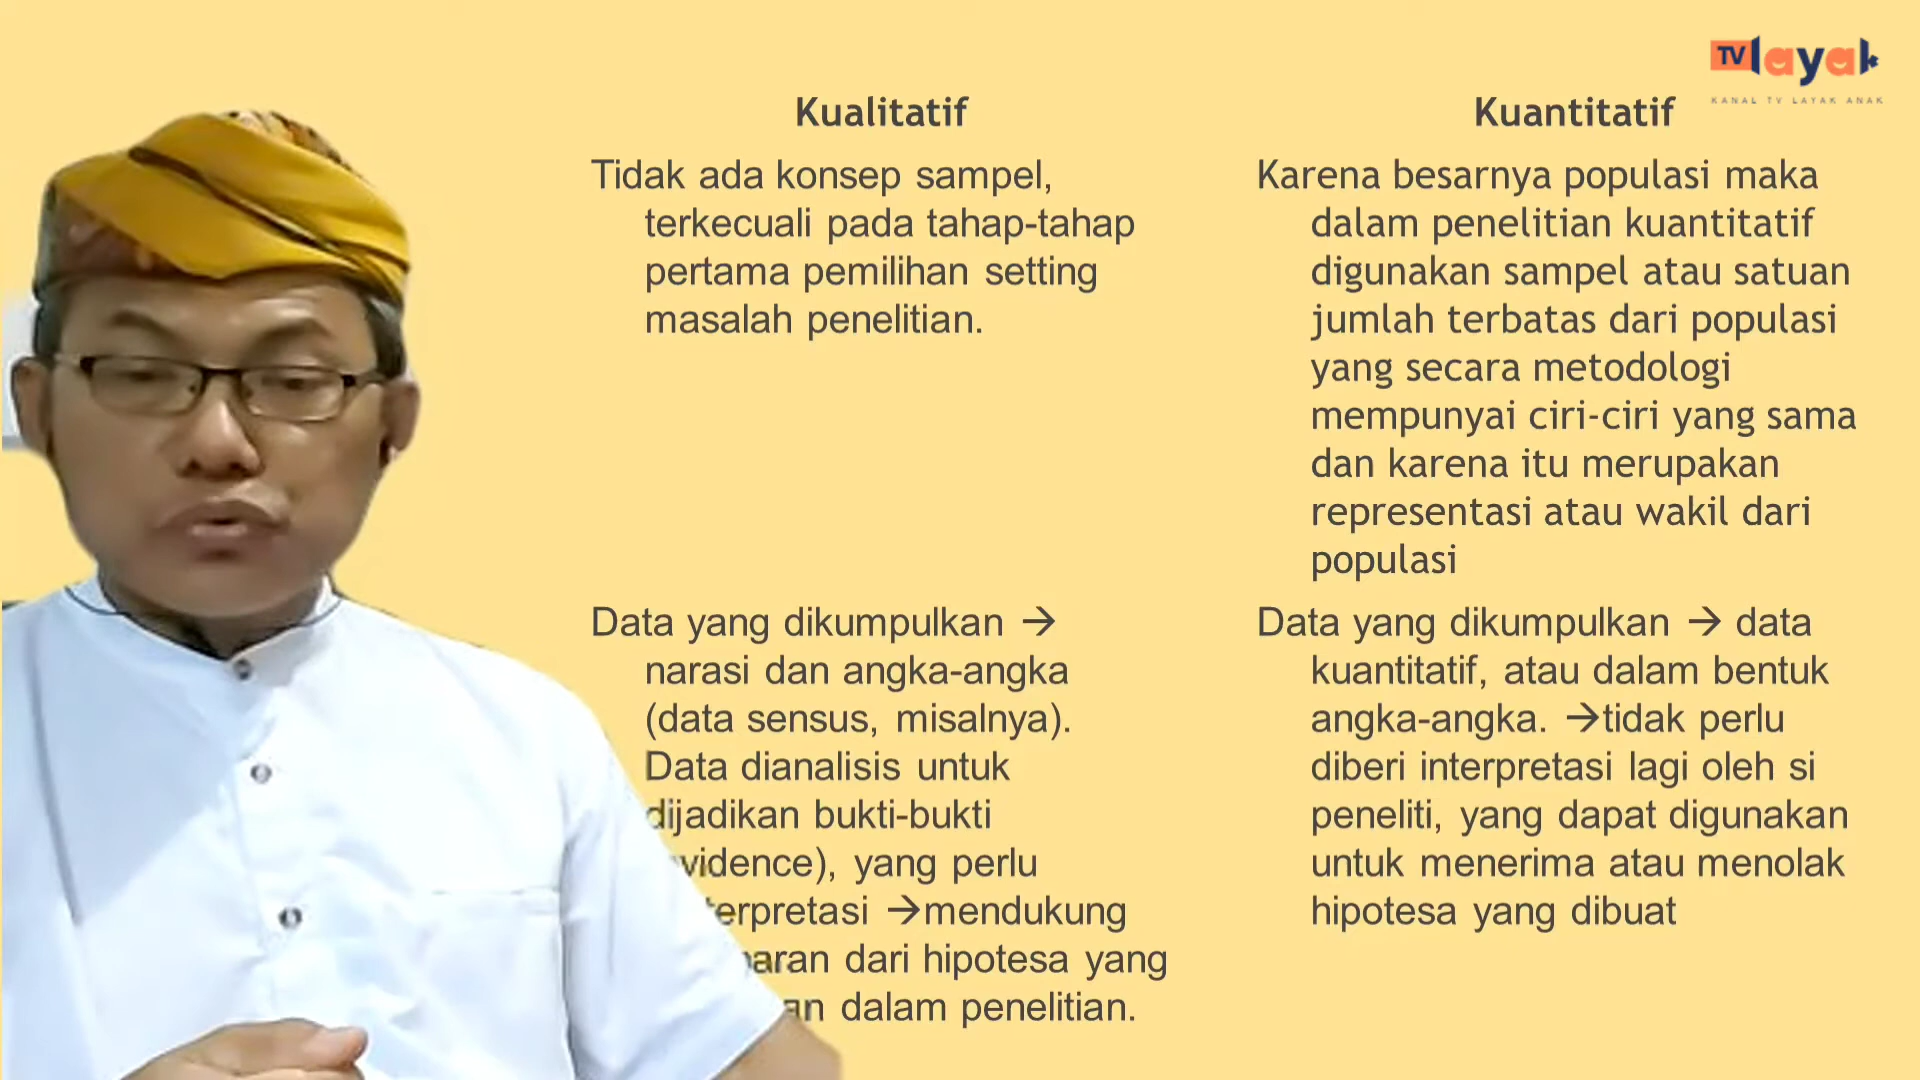 TV layak
KANAL TV LAYAK ANAK
Kualitatif
Tidak ada konsep sampel,
terkecuali pada tahap-tahap
pertama pemilihan setting
masalah penelitian.
Data yang dikumpulkan →
narasi dan angka-angka
(data sensus, misalnya).
Data dianalisis untuk
dijadikan bukti-bukti
yang perlu
→mendukung
dari hipotesa yang
dalam penelitian.
Kuantitatif
Karena besarnya populasi maka
dalam penelitian kuantitatif
digunakan sampel atau satuan
jumlah terbatas dari populasi
yang secara metodologi
mempunyai ciri-ciri yang sama
dan karena itu merupakan
representasi atau wakil dari
populasi
Data yang dikumpulkan → data
kuantitatif, atau dalam bentuk
angka-angka. →tidak perlu
diberi interpretasi lagi oleh si
peneliti, yang dapat digunakan
untuk menerima atau menolak
hipotesa yang dibuat